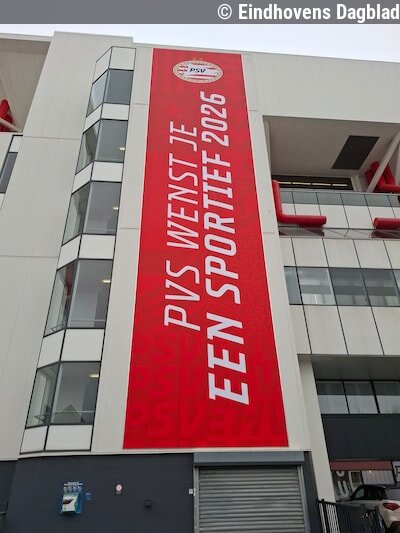 © Eindhovens Dagblad
PSV
PVS WENST JE
EEN SPORTIEF 2026